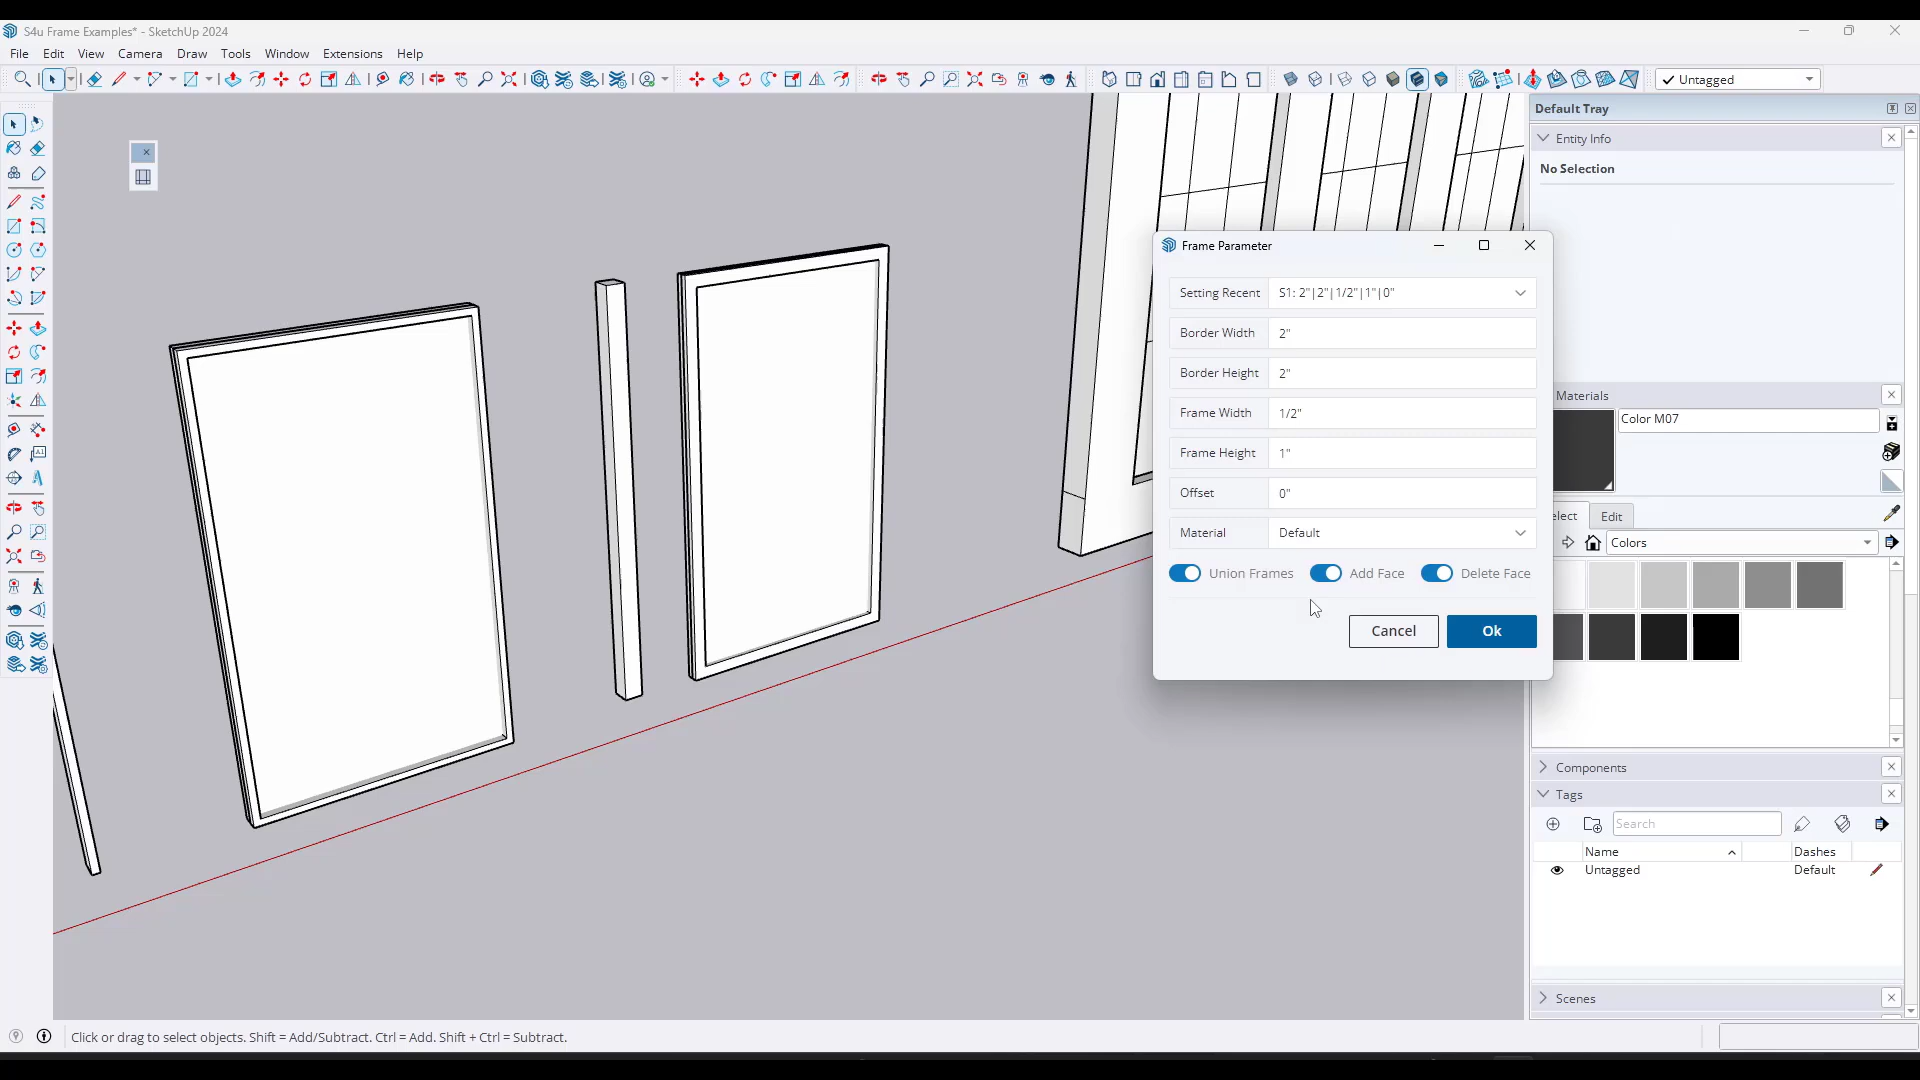 S4u Frame Examples* - SketchUp 2024
File Edit View Camera Draw Tools Window Extensions Help
Untagged
Default Tray
Entity Info
No Selection
Frame Parameter
Setting Recent S1: 2"|2"|1/2"|1"|0"
Border Width 2"
Border Height 2"
Frame Width 1/2"
Frame Height 1"
Offset 0"
Material Default
Union Frames Add Face Delete Face
Cancel Ok
Materials
Color M07
elect Edit
Colors
Components
Tags
Search
Name Dashes
Untagged Default
Scenes
Click or drag to select objects. Shift = Add/Subtract. Ctrl = Add. Shift + Ctrl = Subtract.